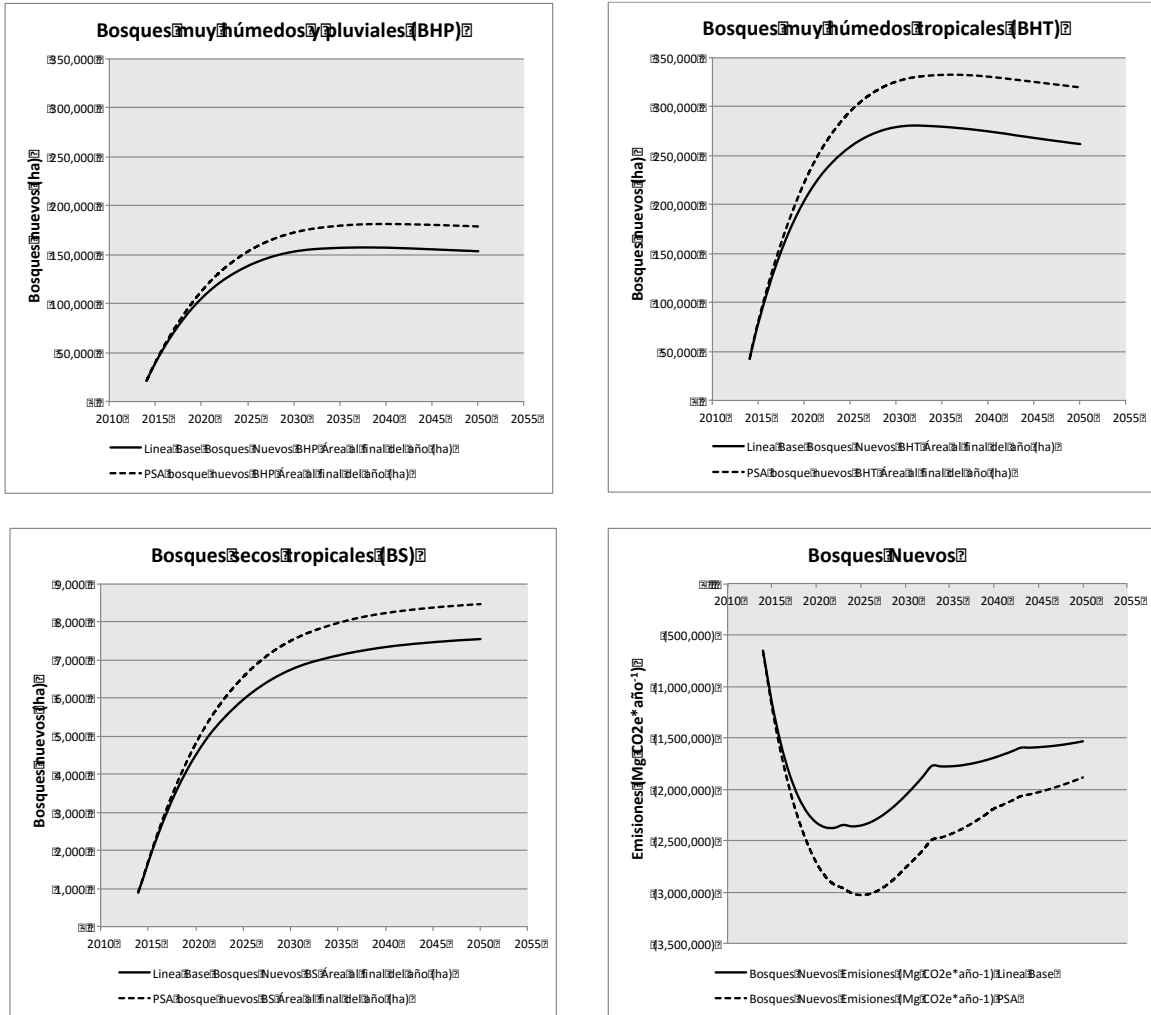 Bosques muy húmedos y pluviales (BHP)
Bosques nuevos (ha)
350,000
300,000
250,000
200,000
150,000
100,000
50,000
-
2010 2015 2020 2025 2030 2035 2040 2045 2050 2055
Linea Base Bosques Nuevos BHP Área al final del año (ha)
PSA bosque nuevos BHP Área al final del año (ha)
Bosques muy húmedos tropicales (BHT)
Bosques nuevos (ha)
350,000
300,000
250,000
200,000
150,000
100,000
50,000
-
2010 2015 2020 2025 2030 2035 2040 2045 2050 2055
Linea Base Bosques Nuevos BHT Área al final del año (ha)
PSA bosque nuevos BHT Área al final del año (ha)
Bosques secos tropicales (BS)
Bosques nuevos (ha)
9,000
8,000
7,000
6,000
5,000
4,000
3,000
2,000
1,000
-
2010 2015 2020 2025 2030 2035 2040 2045 2050 2055
Linea Base Bosques Nuevos BS Área al final del año (ha)
PSA bosque nuevos BS Área al final del año (ha)
Bosques Nuevos
Emisiones (Mg CO2e*año-1)
-
2010 2015 2020 2025 2030 2035 2040 2045 2050 2055
(500,000)
(1,000,000)
(1,500,000)
(2,000,000)
(2,500,000)
(3,000,000)
(3,500,000)
Bosques Nuevos Emisiones (Mg CO2e*año-1) Linea Base
Bosques Nuevos Emisiones (Mg CO2e*año-1) PSA